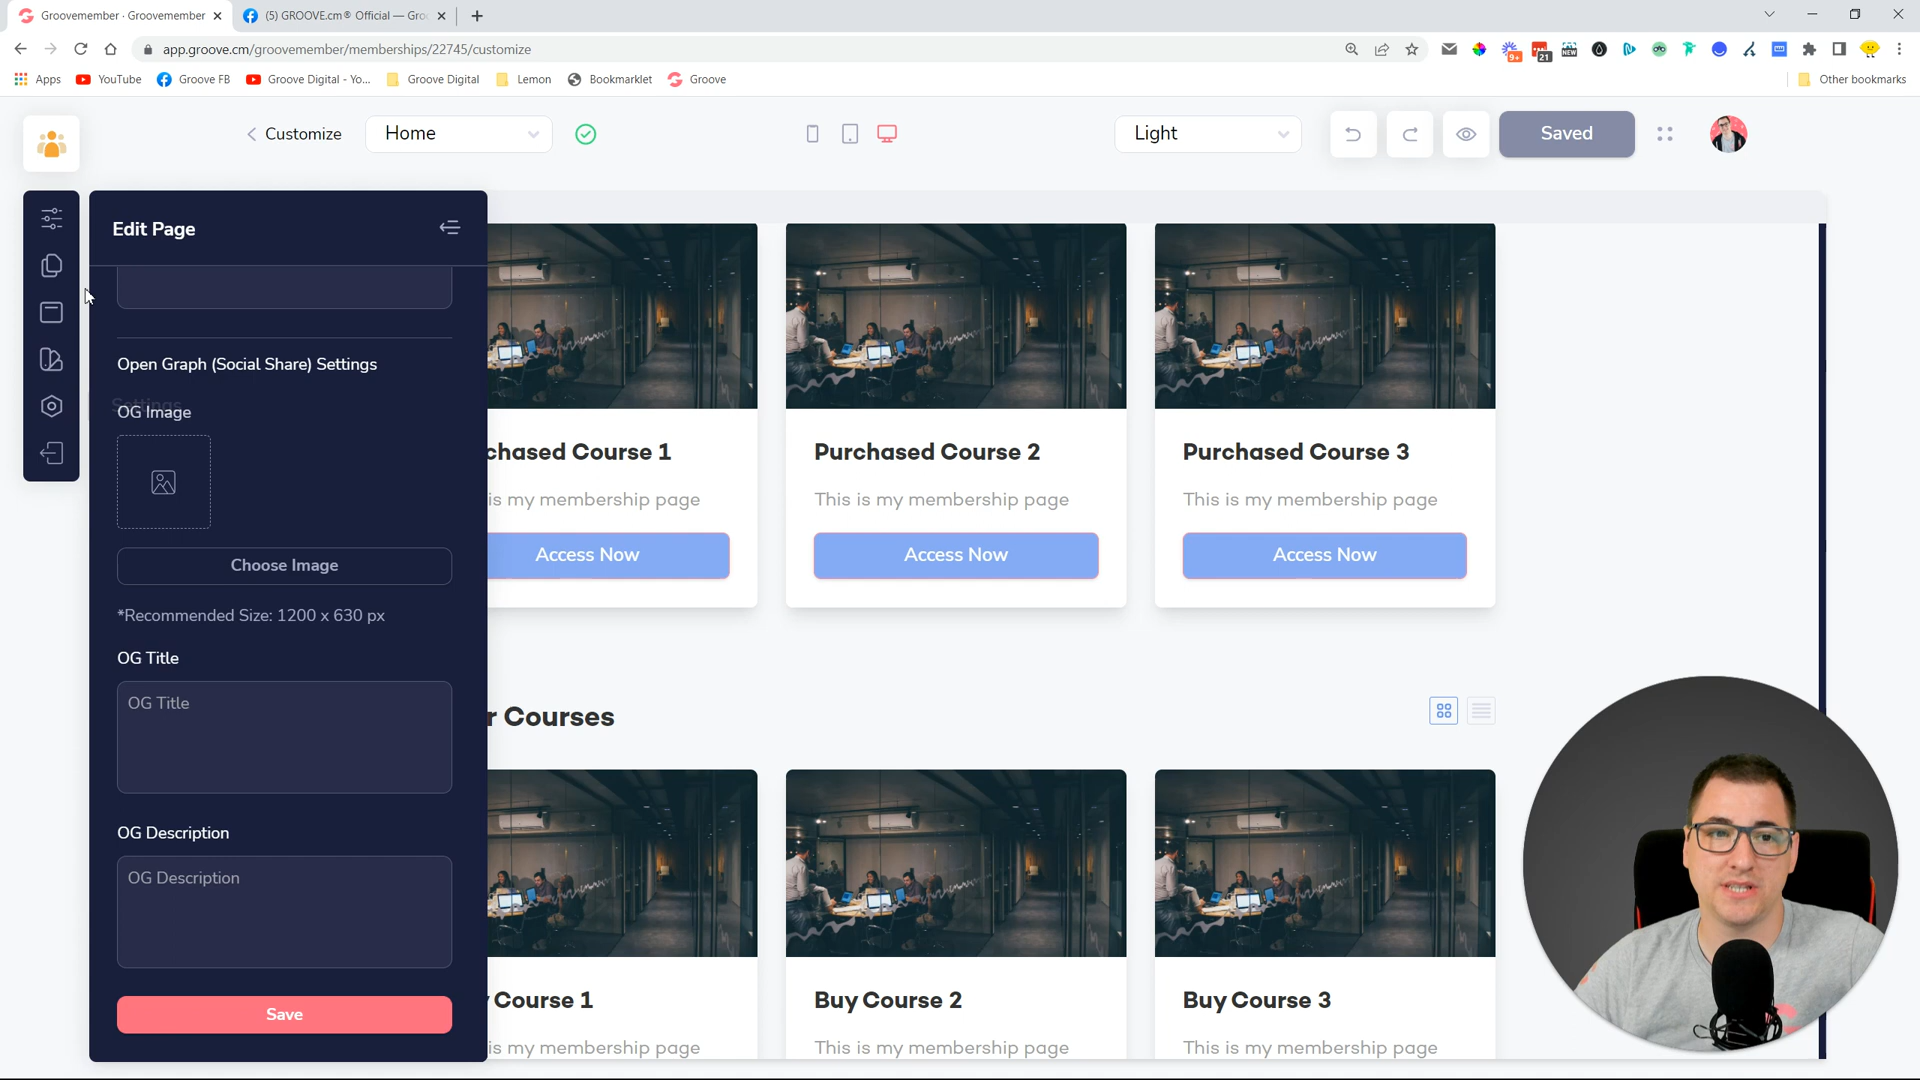 Groovemember · Groovemember
(5) GROOVE.cm® Official — Gro
app.groove.cm/groovemember/memberships/22745/customize
9+
21
NEW
Apps
YouTube
Groove FB
Groove Digital - Yo...
Groove Digital
Lemon
Bookmarklet
Groove
Other bookmarks
Customize
Home
Light
Saved
Edit Page
Open Graph (Social Share) Settings
Settings
OG Image
Choose Image
*Recommended Size: 1200 x 630 px
OG Title
OG Title
OG Description
OG Description
Save
chased Course 1
is my membership page
Access Now
Purchased Course 2
This is my membership page
Access Now
Purchased Course 3
This is my membership page
Access Now
r Courses
Course 1
is my membership page
Buy Course 2
This is my membership page
Buy Course 3
This is my membership page